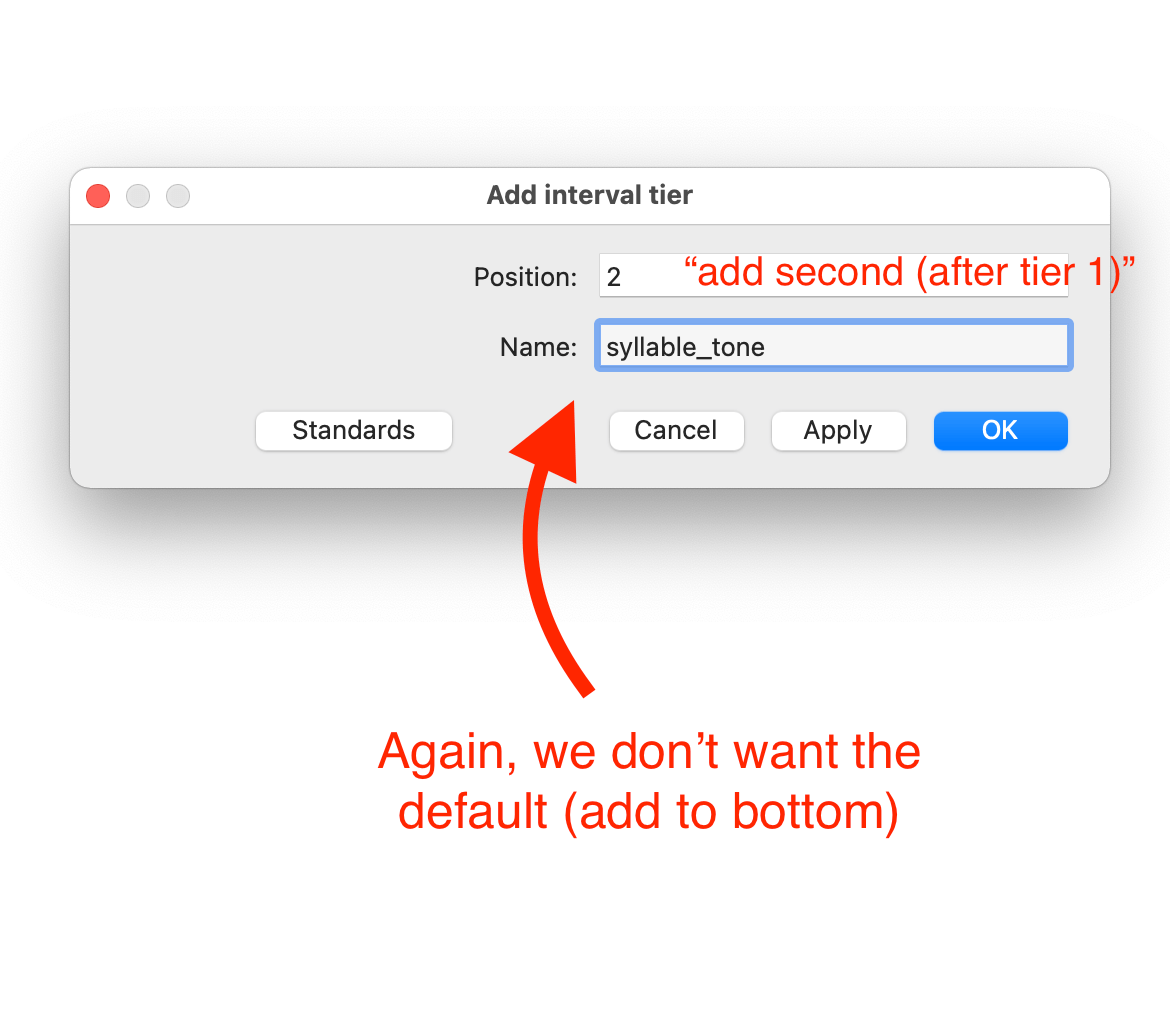 Add interval tier
Position: 2 “add second (after tier 1)”
Name: syllable_tone
Standards Cancel Apply OK
Again, we don’t want the
default (add to bottom)